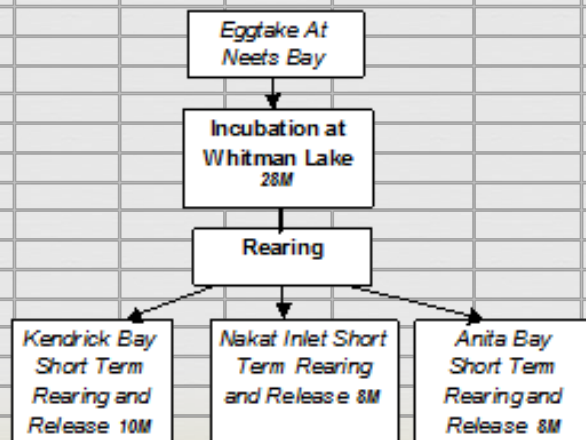 Eggtake At
Neets Bay
Incubation at
Whitman Lake
28M
Rearing
Kendrick Bay
Short Term
Rearing and
Release 10M
Nakat Inlet Short
Term Rearing
and Release 8M
Anita Bay
Short Term
Rearing and
Release 8M